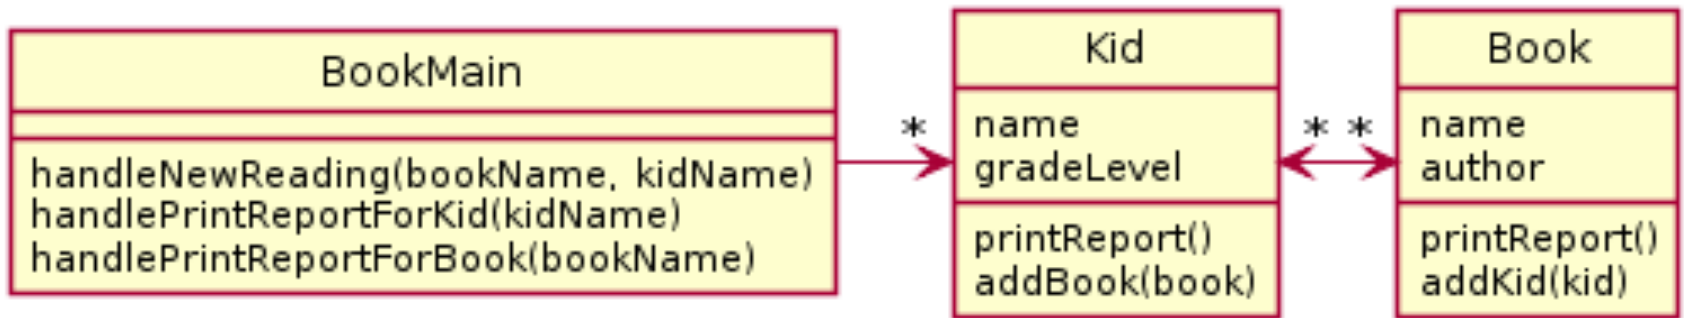 BookMain
handleNewReading(bookName, kidName)
handlePrintReportForKid(kidName)
handlePrintReportForBook(bookName)
*
Kid
name
gradeLevel
printReport()
addBook(book)
* *
Book
name
author
printReport()
addKid(kid)